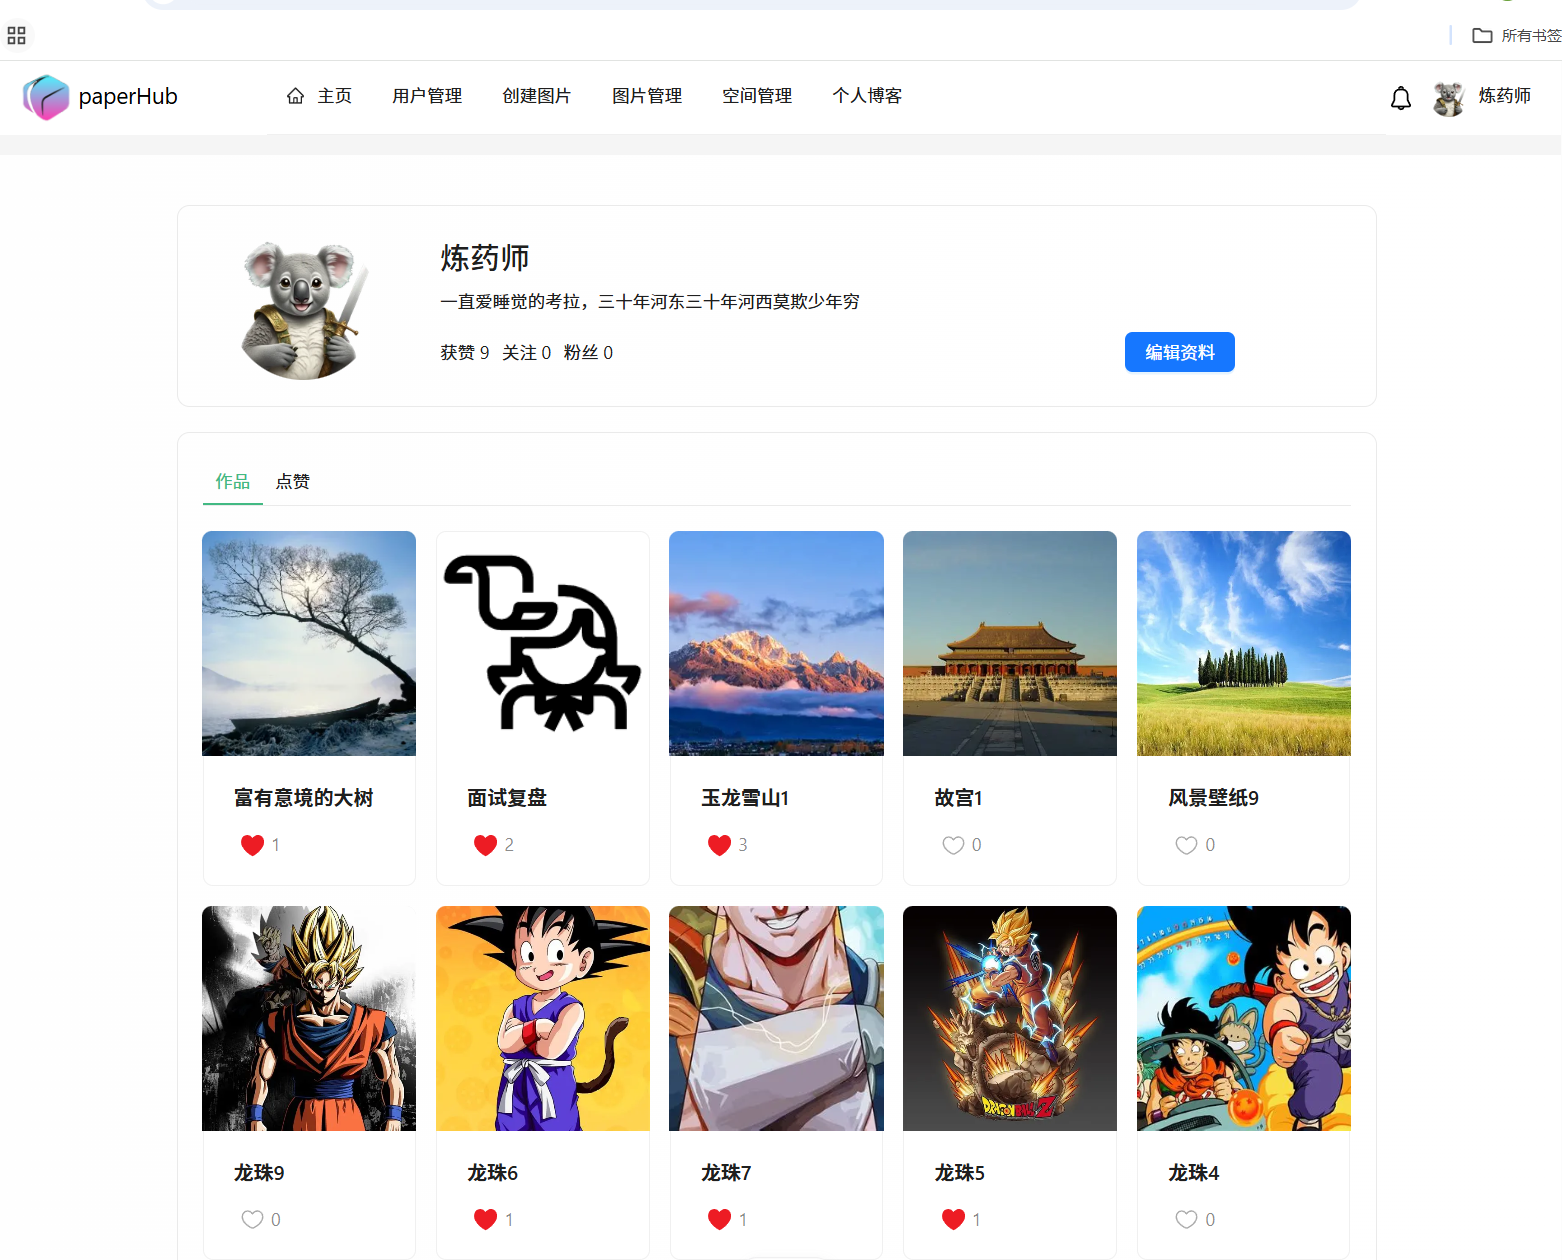 所有书签
paperHub
主页
用户管理
创建图片
图片管理
空间管理
个人博客
炼药师
炼药师
一直爱睡觉的考拉，三十年河东三十年河西莫欺少年穷
获赞 9 关注 0 粉丝 0
编辑资料
作品
点赞
富有意境的大树
1
面试复盘
2
玉龙雪山1
3
故宫1
0
风景壁纸9
0
DRAGON BALL Z
龙珠9
0
龙珠6
1
龙珠7
1
龙珠5
1
龙珠4
0